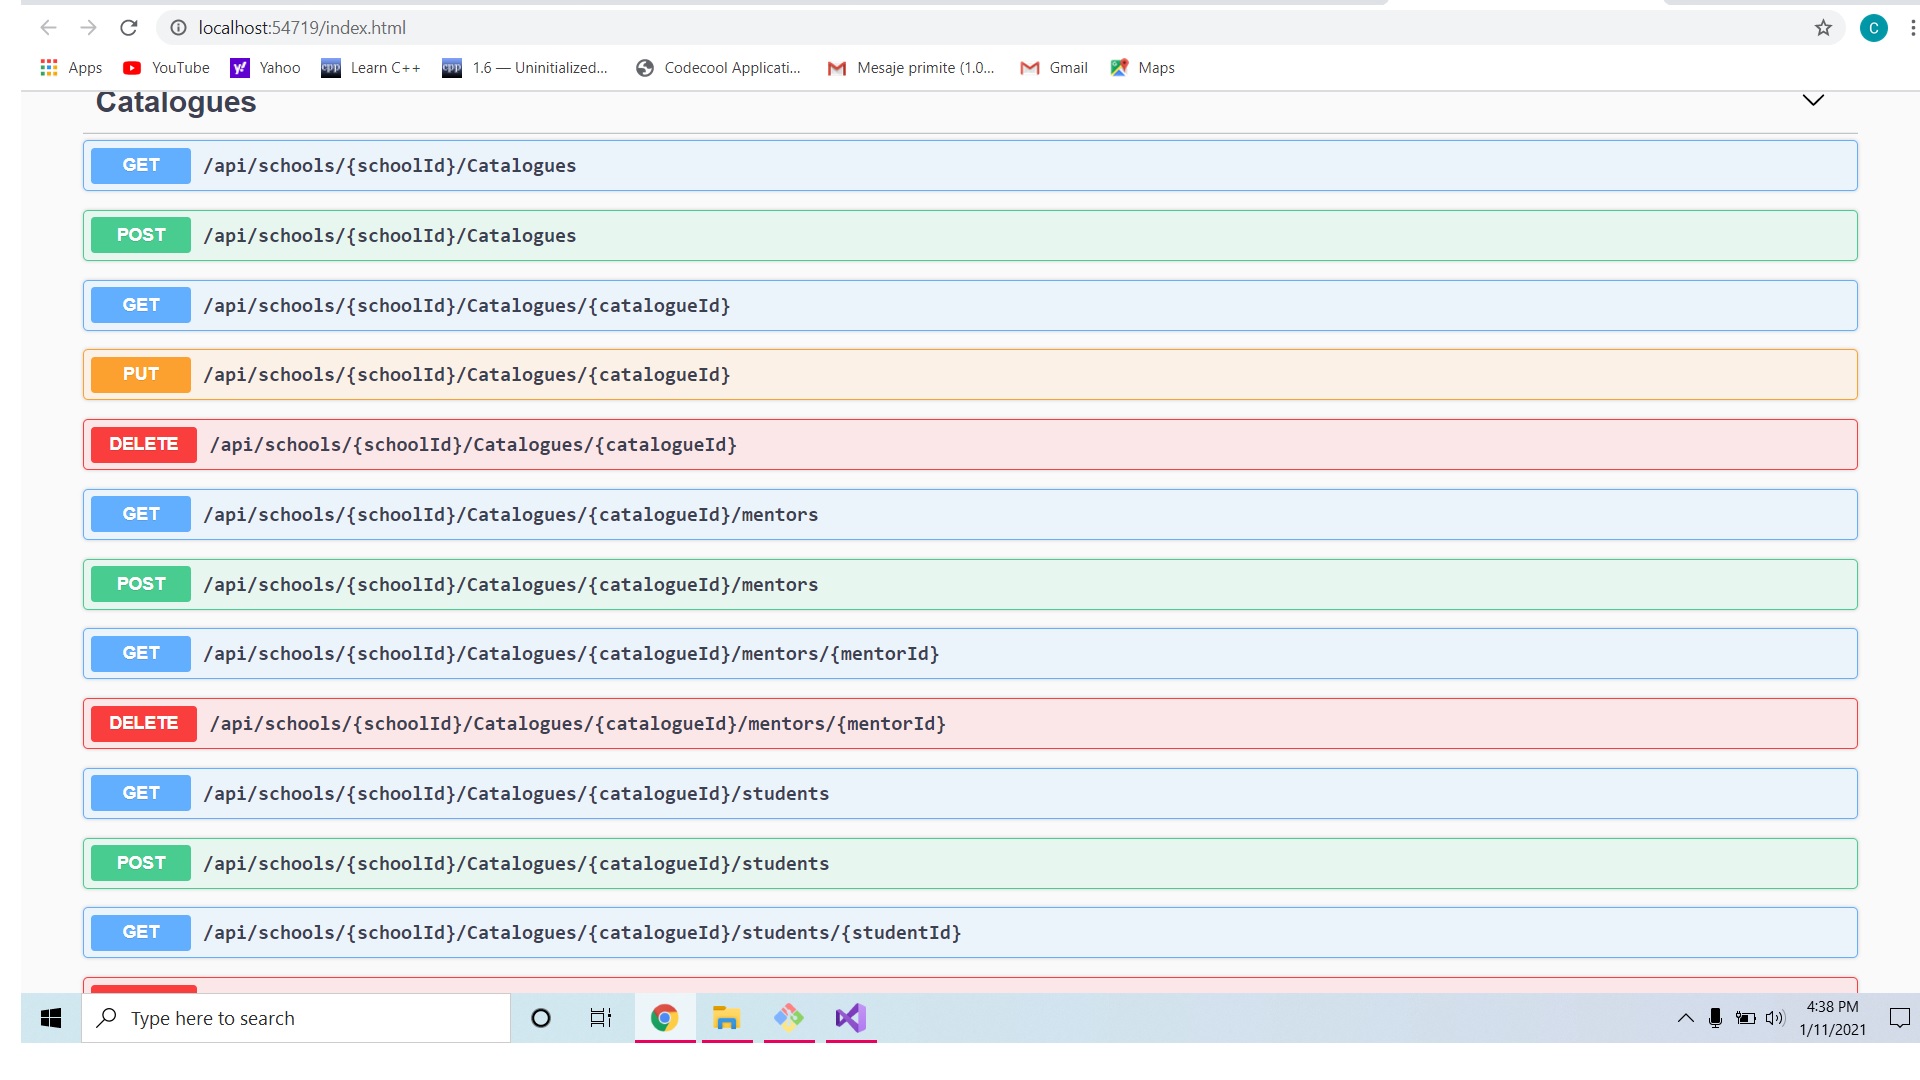 localhost:54719/index.html
C
Apps YouTube Yahoo Learn C++ 1.6 — Uninitialized... Codecool Applicati... Mesaje primite (1.0... Gmail Maps
Catalogues
GET /api/schools/{schoolId}/Catalogues
POST /api/schools/{schoolId}/Catalogues
GET /api/schools/{schoolId}/Catalogues/{catalogueId}
PUT /api/schools/{schoolId}/Catalogues/{catalogueId}
DELETE /api/schools/{schoolId}/Catalogues/{catalogueId}
GET /api/schools/{schoolId}/Catalogues/{catalogueId}/mentors
POST /api/schools/{schoolId}/Catalogues/{catalogueId}/mentors
GET /api/schools/{schoolId}/Catalogues/{catalogueId}/mentors/{mentorId}
DELETE /api/schools/{schoolId}/Catalogues/{catalogueId}/mentors/{mentorId}
GET /api/schools/{schoolId}/Catalogues/{catalogueId}/students
POST /api/schools/{schoolId}/Catalogues/{catalogueId}/students
GET /api/schools/{schoolId}/Catalogues/{catalogueId}/students/{studentId}
Type here to search
4:38 PM
1/11/2021